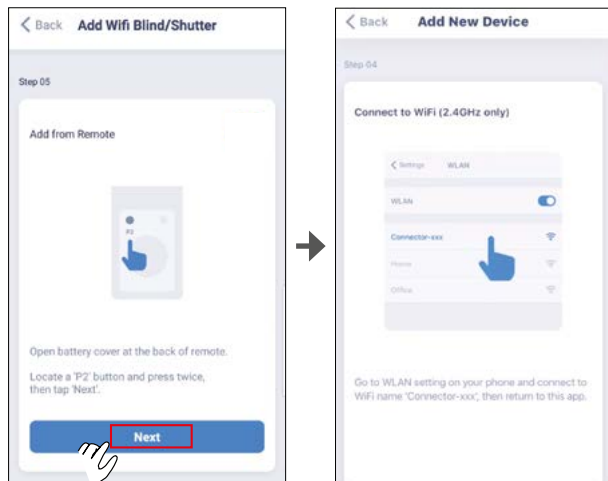 Back Add Wifi Blind/Shutter
Step 05
Add from Remote
P2
Open battery cover at the back of remote.
Locate a 'P2' button and press twice,
then tap 'Next'.
Next
Back Add New Device
Step 04
Connect to WiFi (2.4GHz only)
Settings WLAN
WLAN
Connector-xxx
Home
Office
Go to WLAN setting on your phone and connect to
WiFi name 'Connector-xxx', then return to this app.